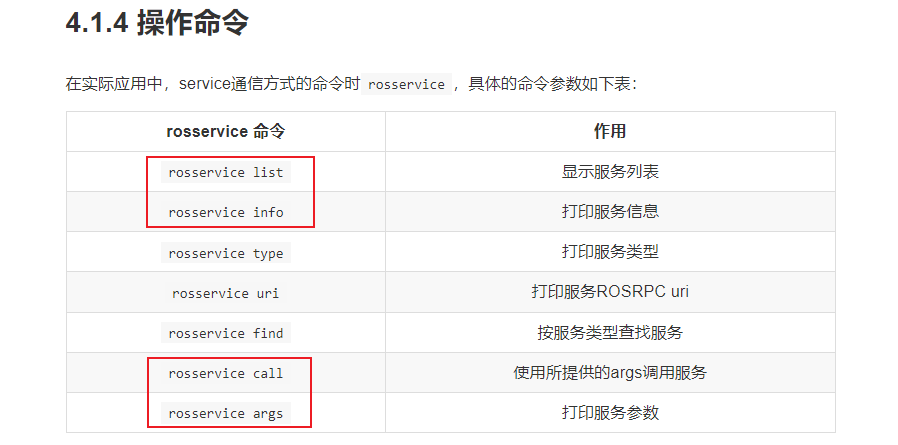 4.1.4 操作命令
在实际应用中，service通信方式的命令时 rosservice ，具体的命令参数如下表：
rosservice 命令 作用
rosservice list 显示服务列表
rosservice info 打印服务信息
rosservice type 打印服务类型
rosservice uri 打印服务ROSRPC uri
rosservice find 按服务类型查找服务
rosservice call 使用所提供的args调用服务
rosservice args 打印服务参数